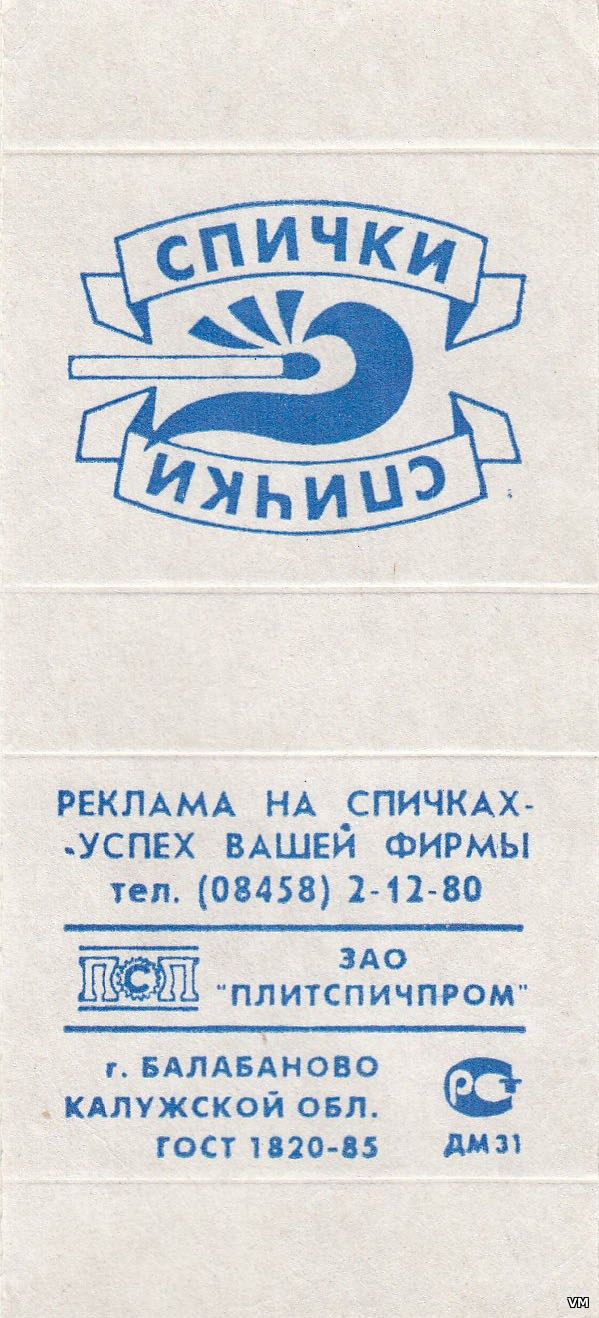 СПИЧКИ
СПИЧКИ
РЕКЛАМА НА СПИЧКАХ-
-УСПЕХ ВАШЕЙ ФИРМЫ
тел. (08458) 2-12-80
ПСП
ЗАО
"ПЛИТСПИЧПРОМ"
г. БАЛАБАНОВО
КАЛУЖСКОЙ ОБЛ.
ГОСТ 1820-85
РСТ
ДМ31
VM